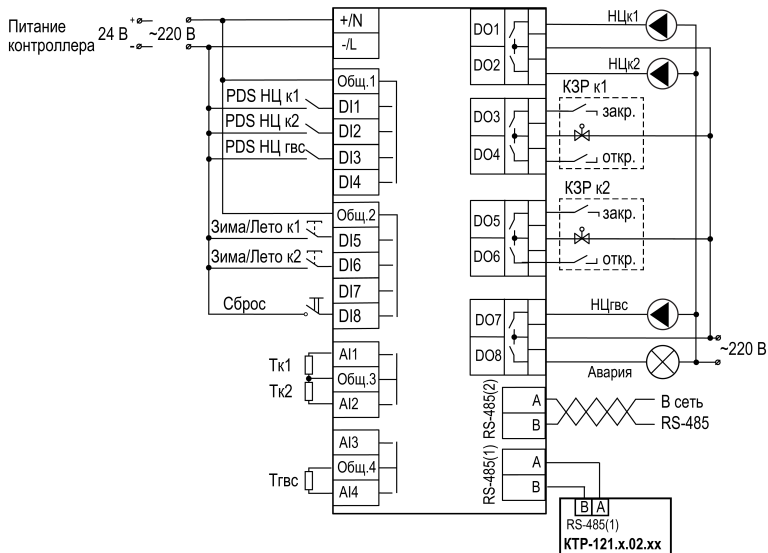 Питание
контроллера
24 В
+
-
~220 В
+/N
-/L
Общ.1
PDS НЦ к1
DI1
PDS НЦ к2
DI2
PDS НЦ гвс
DI3
DI4
Общ.2
Зима/Лето к1
DI5
Зима/Лето к2
DI6
DI7
Сброс
DI8
Тк1
AI1
Общ.3
Тк2
AI2
AI3
Общ.4
Тгвс
AI4
DO1
НЦк1
DO2
НЦк2
КЗР к1
DO3
закр.
DO4
откр.
КЗР к2
DO5
закр.
DO6
откр.
DO7
НЦгвс
DO8
Авария
~220 В
RS-485(2)
A
B
В сеть
RS-485
RS-485(1)
A
B
B A
RS-485(1)
КТР-121.х.02.хх